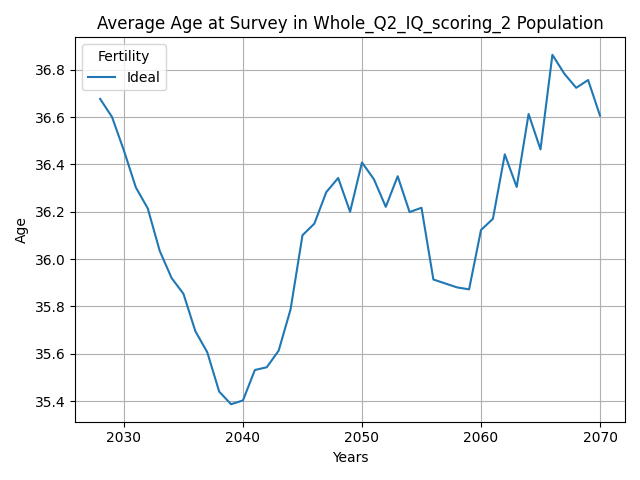 Average Age at Survey in Whole_Q2_IQ_scoring_2 Population
Fertility
Ideal
36.8
36.6
36.4
36.2
36.0
35.8
35.6
35.4
Age
2030
2040
2050
2060
2070
Years